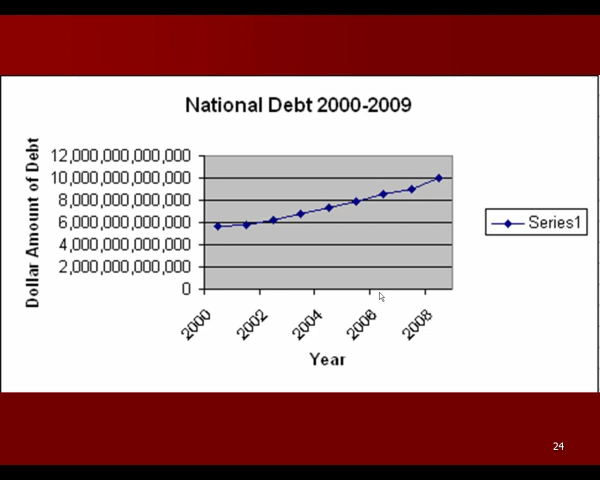 National Debt 2000-2009
Dollar Amount of Debt
12,000,000,000,000
10,000,000,000,000
8,000,000,000,000
6,000,000,000,000
4,000,000,000,000
2,000,000,000,000
0
2000 2002 2004 2006 2008
Year
Series1
24